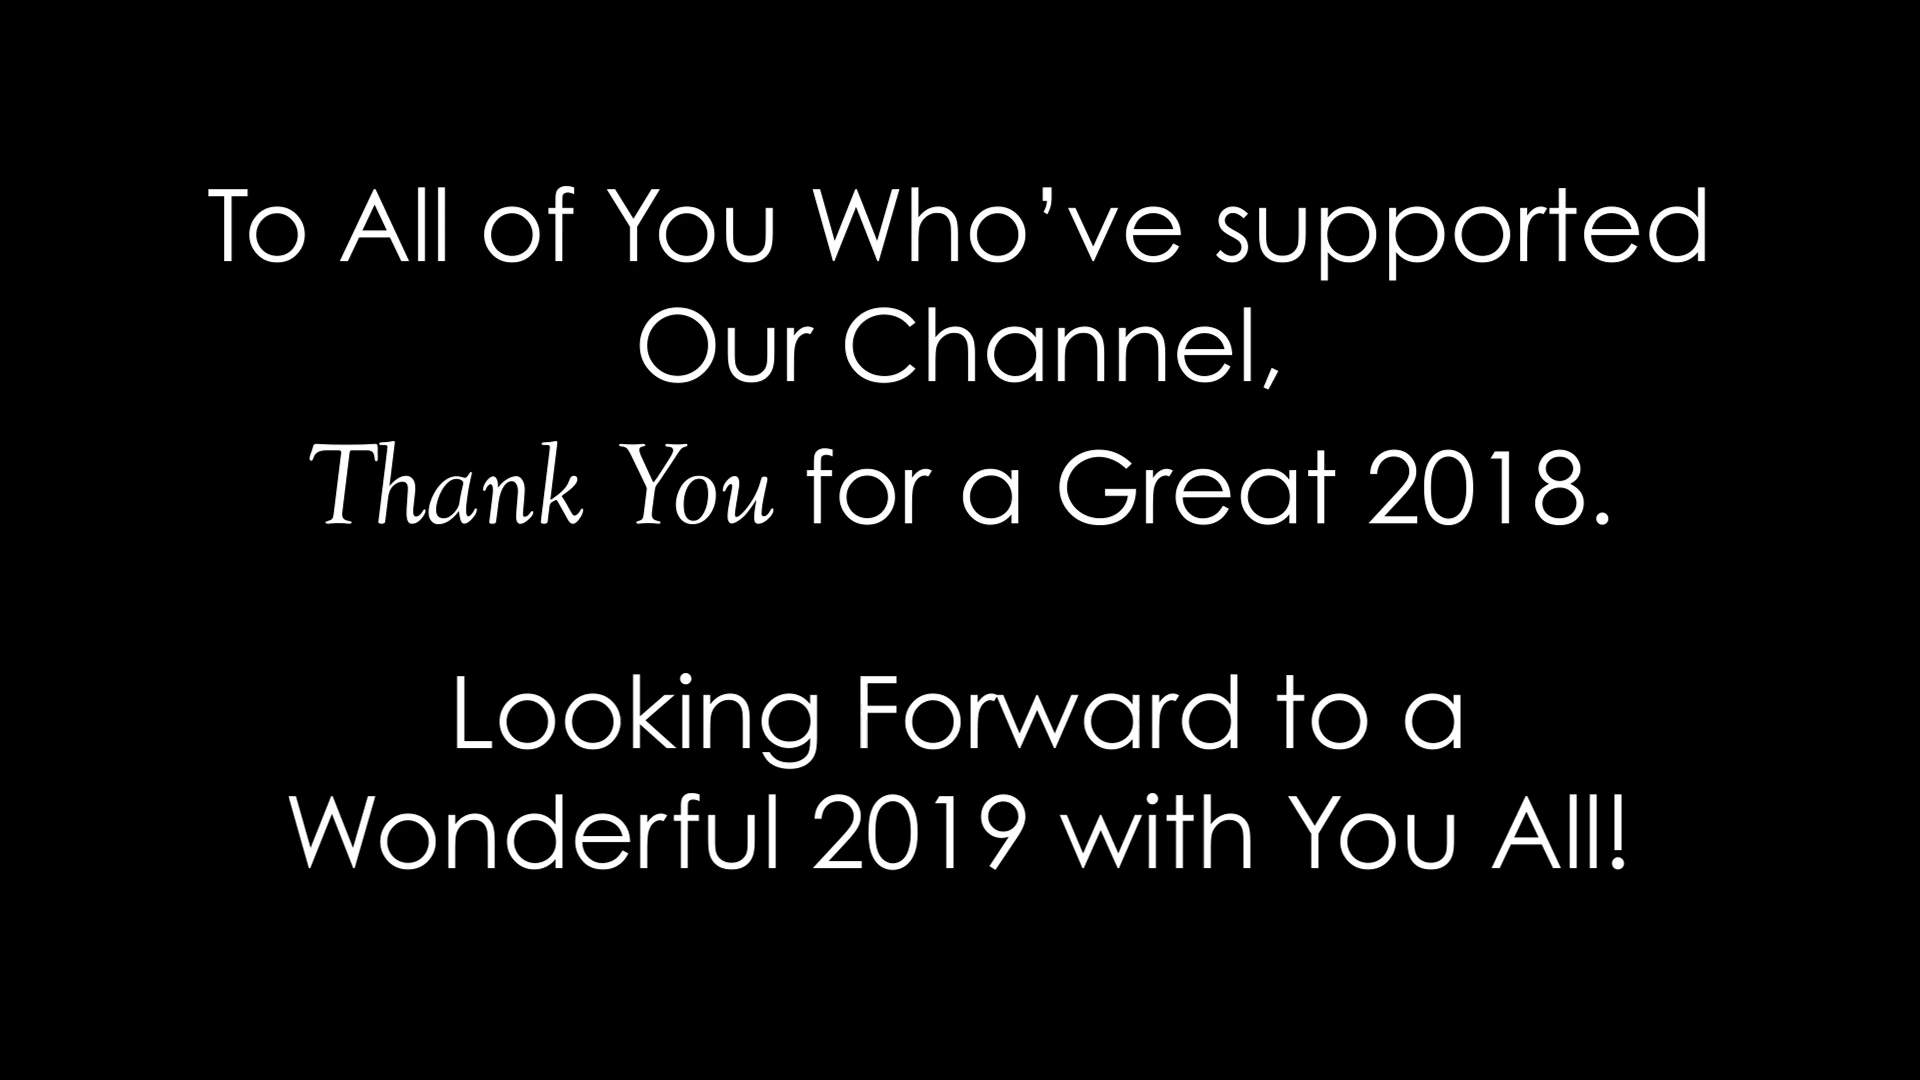 To All of You Who’ve supported
Our Channel,
Thank You for a Great 2018.
Looking Forward to a
Wonderful 2019 with You All!